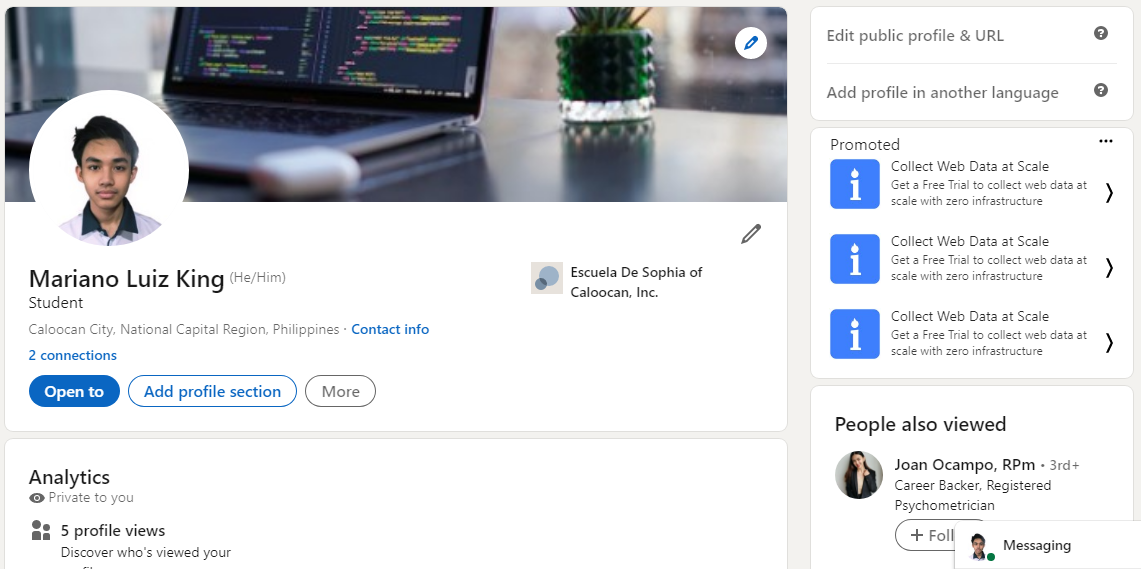 Mariano Luiz King (He/Him)
Student
Caloocan City, National Capital Region, Philippines · Contact info
2 connections
Open to
Add profile section
More
Escuela De Sophia of
Caloocan, Inc.
Analytics
Private to you
5 profile views
Discover who's viewed your
Edit public profile & URL
Add profile in another language
Promoted
Collect Web Data at Scale
Get a Free Trial to collect web data at
scale with zero infrastructure
Collect Web Data at Scale
Get a Free Trial to collect web data at
scale with zero infrastructure
Collect Web Data at Scale
Get a Free Trial to collect web data at
scale with zero infrastructure
People also viewed
Joan Ocampo, RPm · 3rd+
Career Backer, Registered
Psychometrician
Messaging